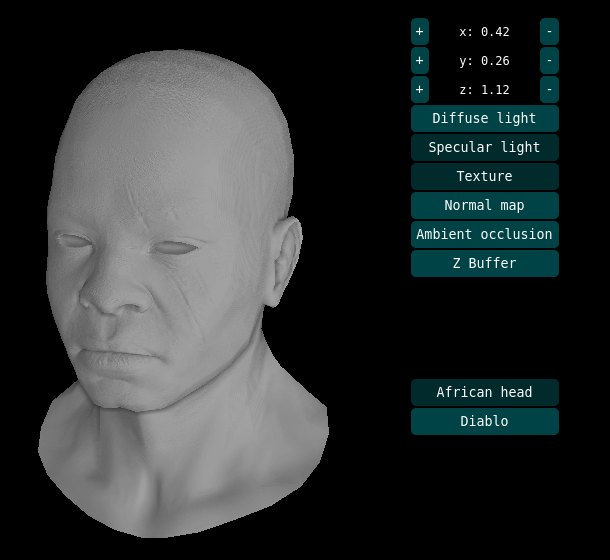 + x: 0.42 -
+ y: 0.26 -
+ z: 1.12 -
Diffuse light
Specular light
Texture
Normal map
Ambient occlusion
Z Buffer
African head
Diablo